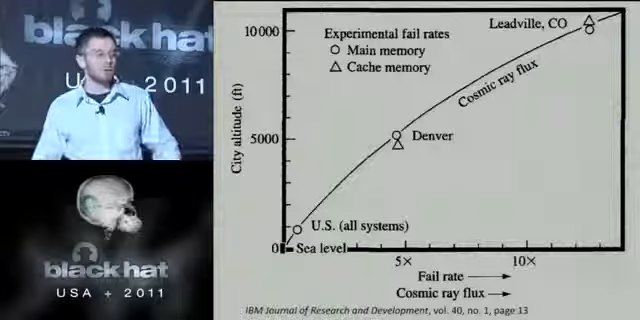 black hat
USA + 2011
black hat
USA + 2011
10000
5000
0
City altitude (ft)
Experimental fail rates
Main memory
Cache memory
Leadville, CO
Cosmic ray flux
Denver
U.S. (all systems)
Sea level
5×
10×
Fail rate
Cosmic ray flux
IBM Journal of Research and Development, vol. 40, no. 1, page 13